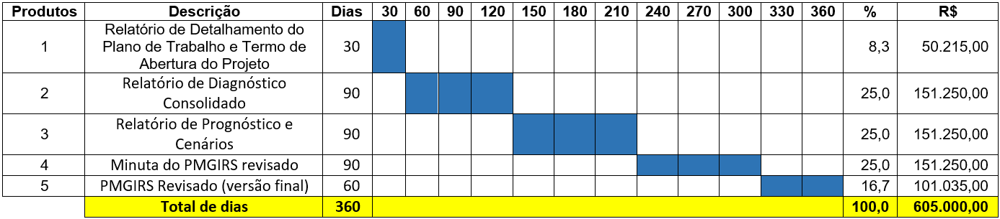 Produtos Descrição Dias 30 60 90 120 150 180 210 240 270 300 330 360 % R$
Relatório de Detalhamento do
1 Plano de Trabalho e Termo de 30 8,3 50.215,00
Abertura do Projeto
Relatório de Diagnóstico
2 90 25,0 151.250,00
Consolidado
Relatório de Prognóstico e
3 90 25,0 151.250,00
Cenários
4 Minuta do PMGIRS revisado 90 25,0 151.250,00
5 PMGIRS Revisado (versão final) 60 16,7 101.035,00
Total de dias 360 100,0 605.000,00